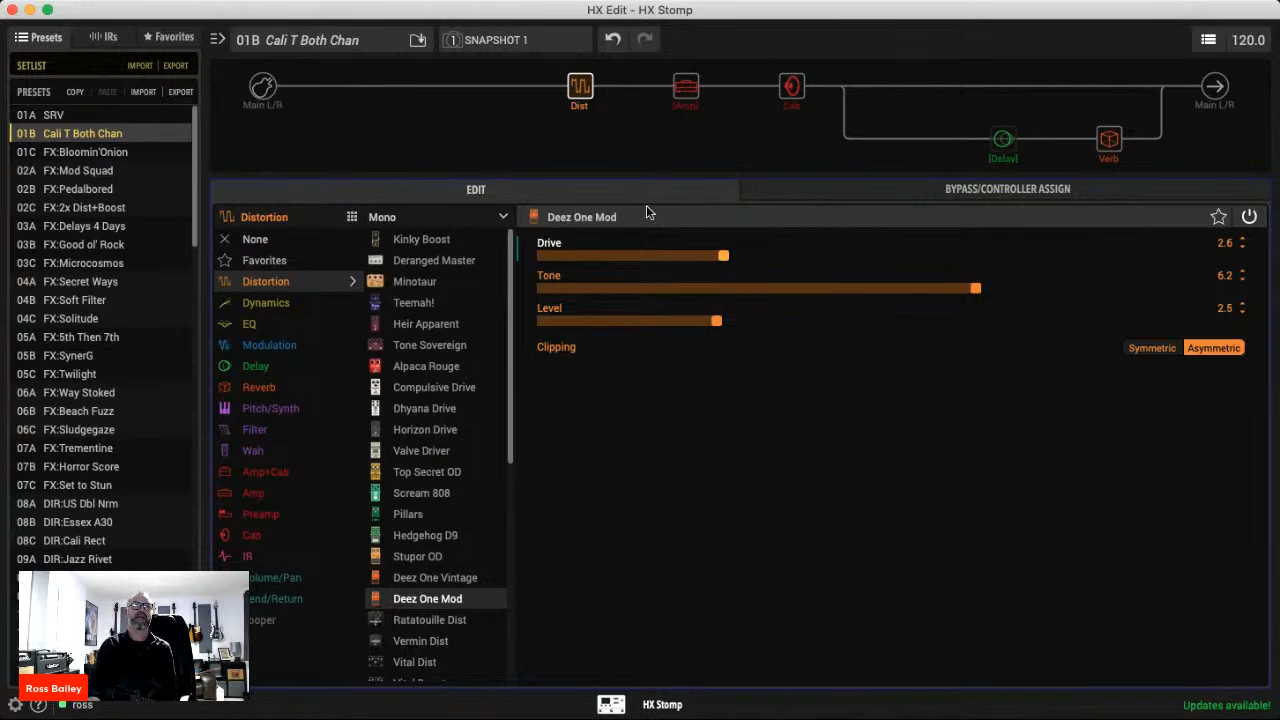 HX Edit - HX Stomp
Presets
IRs
Favorites
01B Cali T Both Chan
1 SNAPSHOT 1
120.0
SETLIST
IMPORT
EXPORT
PRESETS
COPY
PASTE
IMPORT
EXPORT
01A SRV
01B Cali T Both Chan
01C FX:Bloomin'Onion
02A FX:Mod Squad
02B FX:Pedalbored
02C FX:2x Dist+Boost
03A FX:Delays 4 Days
03B FX:Good ol' Rock
03C FX:Microcosmos
04A FX:Secret Ways
04B FX:Soft Filter
04C FX:Solitude
05A FX:5th Then 7th
05B FX:SynerG
05C FX:Twilight
06A FX:Way Stoked
06B FX:Beach Fuzz
06C FX:Sludgegaze
07A FX:Trementine
07B FX:Horror Score
07C FX:Set to Stun
08A DIR:US Dbl Nrm
08B DIR:Essex A30
08C DIR:Cali Rect
09A DIR:Jazz Rivet
Main L/R
Dist
[Amp]
Cab
[Delay]
Verb
Main L/R
EDIT
BYPASS/CONTROLLER ASSIGN
Distortion
None
Favorites
Distortion
Dynamics
EQ
Modulation
Delay
Reverb
Pitch/Synth
Filter
Wah
Amp+Cab
Amp
Preamp
Cab
IR
olume/Pan
end/Return
ooper
Mono
Kinky Boost
Deranged Master
Minotaur
Teemah!
Heir Apparent
Tone Sovereign
Alpaca Rouge
Compulsive Drive
Dhyana Drive
Horizon Drive
Valve Driver
Top Secret OD
Scream 808
Pillars
Hedgehog D9
Stupor OD
Deez One Vintage
Deez One Mod
Ratatouille Dist
Vermin Dist
Vital Dist
Deez One Mod
Drive
2.6
Tone
6.2
Level
2.5
Clipping
Symmetric
Asymmetric
Ross Bailey
ross
HX Stomp
Updates available!